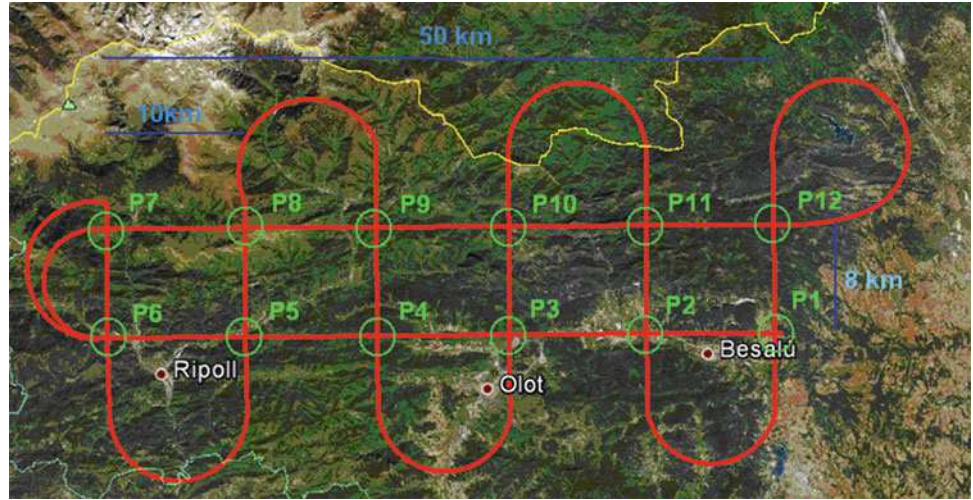 50 km
10km
P7
P8
P9
P10
P11
P12
8 km
P6
P5
P4
P3
P2
P1
Ripoll
Olot
Besalú